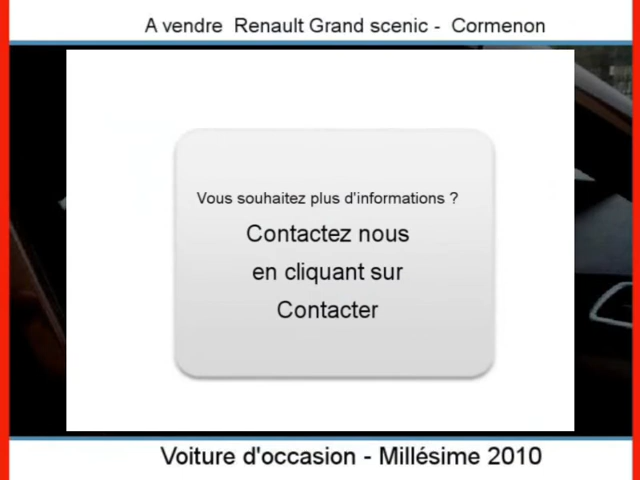 A vendre  Renault Grand scenic -  Cormenon
Vous souhaitez plus d'informations ?
Contactez nous
en cliquant sur
Contacter
Voiture d'occasion - Millésime 2010